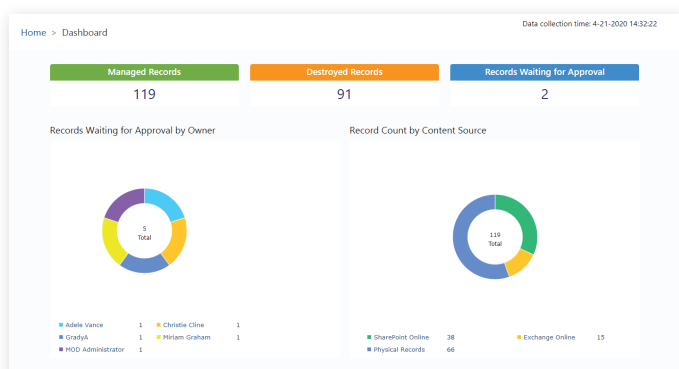 Data collection time: 4-21-2020 14:32:22
Home > Dashboard
Managed Records
119
Destroyed Records
91
Records Waiting for Approval
2
Records Waiting for Approval by Owner
5
Total
Adele Vance 1
Christie Cline 1
GradyA 1
Miriam Graham 1
MOD Administrator 1
Record Count by Content Source
119
Total
SharePoint Online 38
Exchange Online 15
Physical Records 66